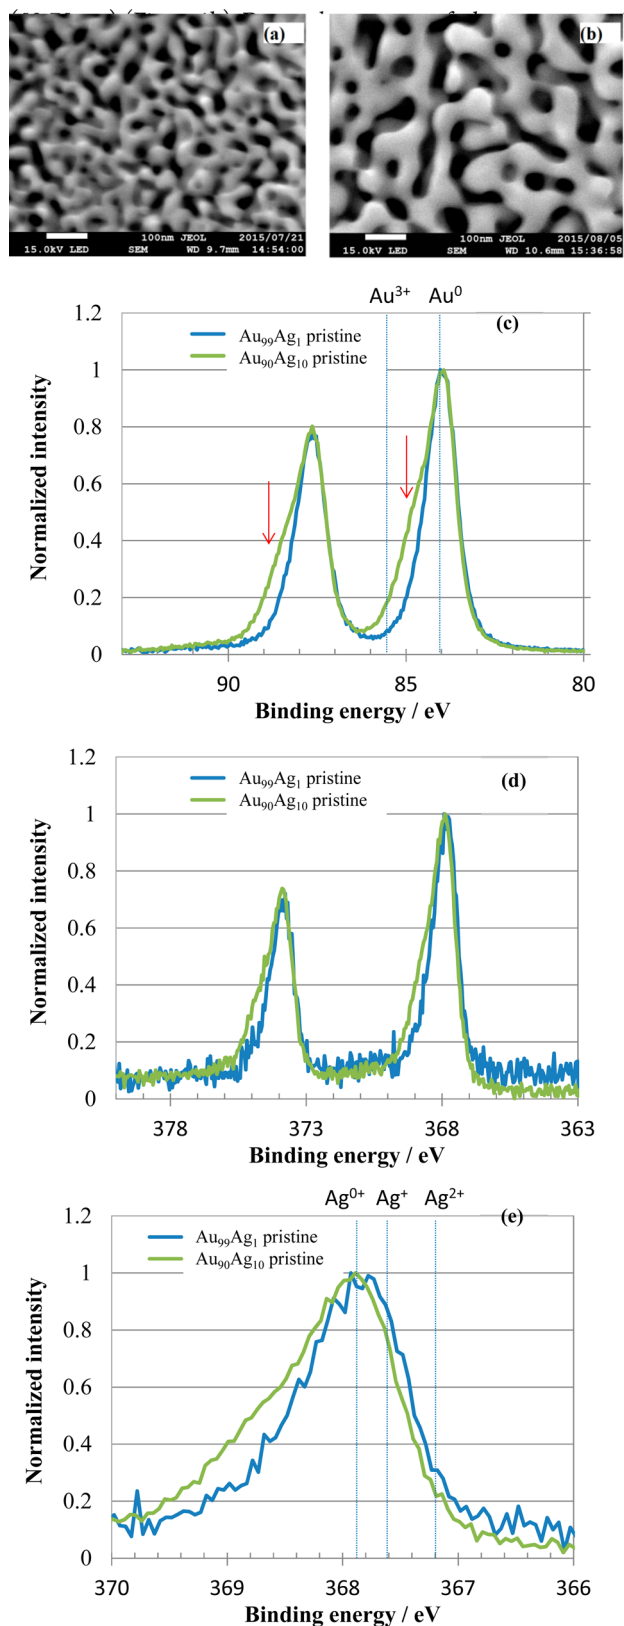 (a)
100nm JEOL 2015/07/21
15.0kV LED SEM WD 9.7mm 14:54:00
(b)
100nm JEOL 2015/08/05
15.0kV LED SEM WD 10.6mm 15:36:58
Au³⁺ Au⁰
(c)
Au₉₉Ag₁ pristine
Au₉₀Ag₁₀ pristine
1.2
1
0.8
0.6
0.4
0.2
0
Normalized intensity
90 85 80
Binding energy / eV
(d)
Au₉₉Ag₁ pristine
Au₉₀Ag₁₀ pristine
1.2
1
0.8
0.6
0.4
0.2
0
Normalized intensity
378 373 368 363
Binding energy / eV
Ag⁰⁺ Ag⁺ Ag²⁺
(e)
Au₉₉Ag₁ pristine
Au₉₀Ag₁₀ pristine
1.2
1
0.8
0.6
0.4
0.2
0
Normalized intensity
370 369 368 367 366
Binding energy / eV